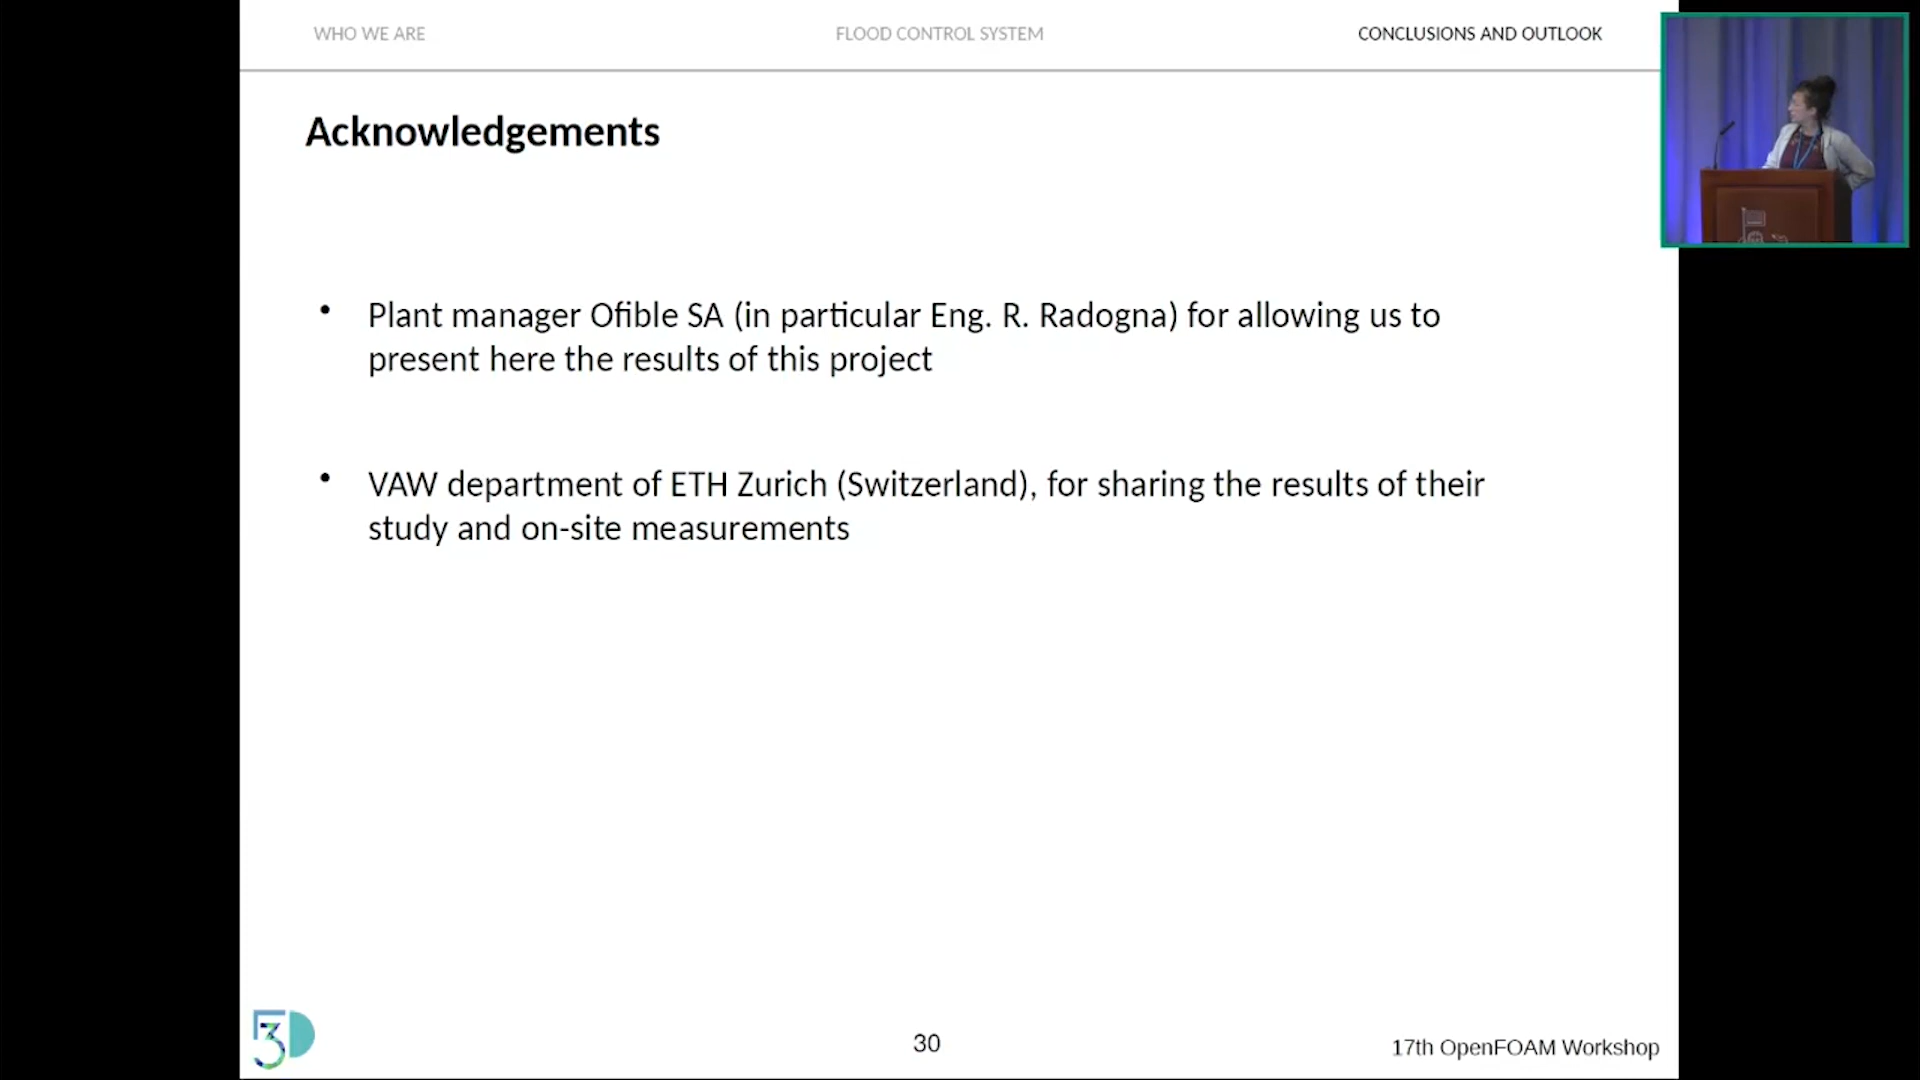 WHO WE ARE
FLOOD CONTROL SYSTEM
CONCLUSIONS AND OUTLOOK
Acknowledgements
• Plant manager Ofible SA (in particular Eng. R. Radogna) for allowing us to
present here the results of this project
• VAW department of ETH Zurich (Switzerland), for sharing the results of their
study and on-site measurements
3D
30
17th OpenFOAM Workshop